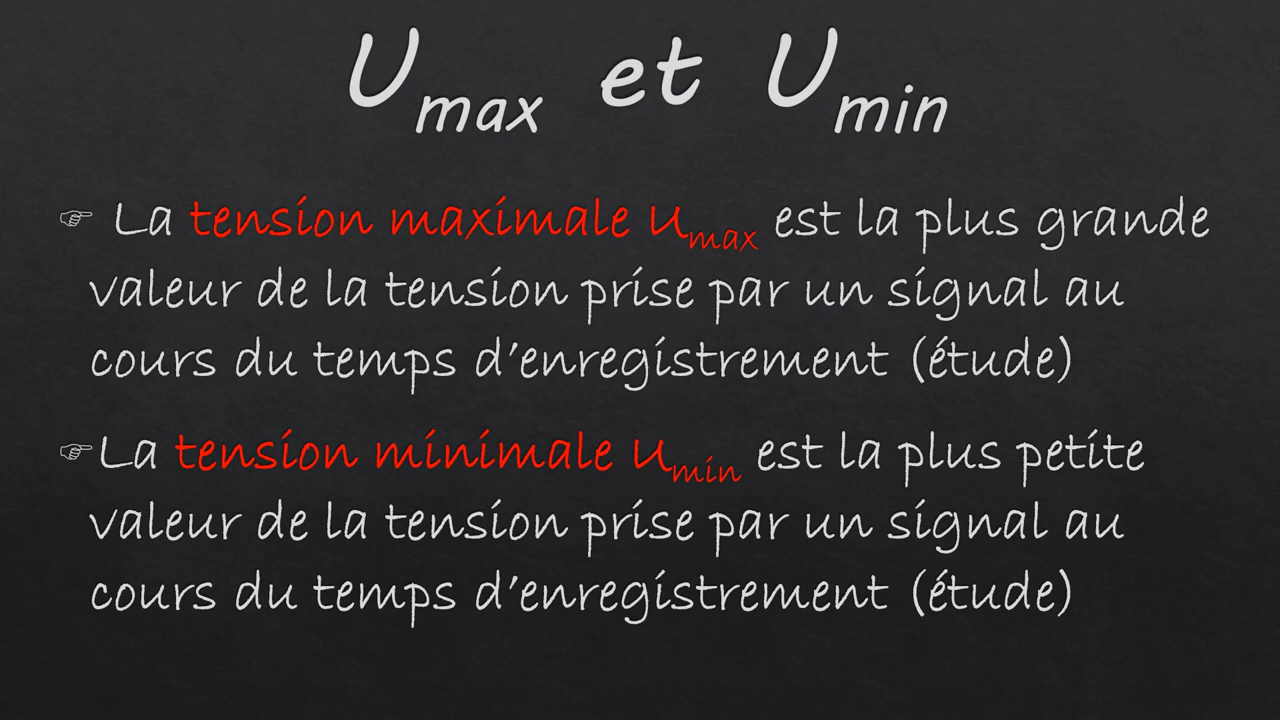 Umax et Umin
☞ La tension maximale Umax est la plus grande
valeur de la tension prise par un signal au
cours du temps d’enregistrement (étude)
☞La tension minimale Umin est la plus petite
valeur de la tension prise par un signal au
cours du temps d’enregistrement (étude)